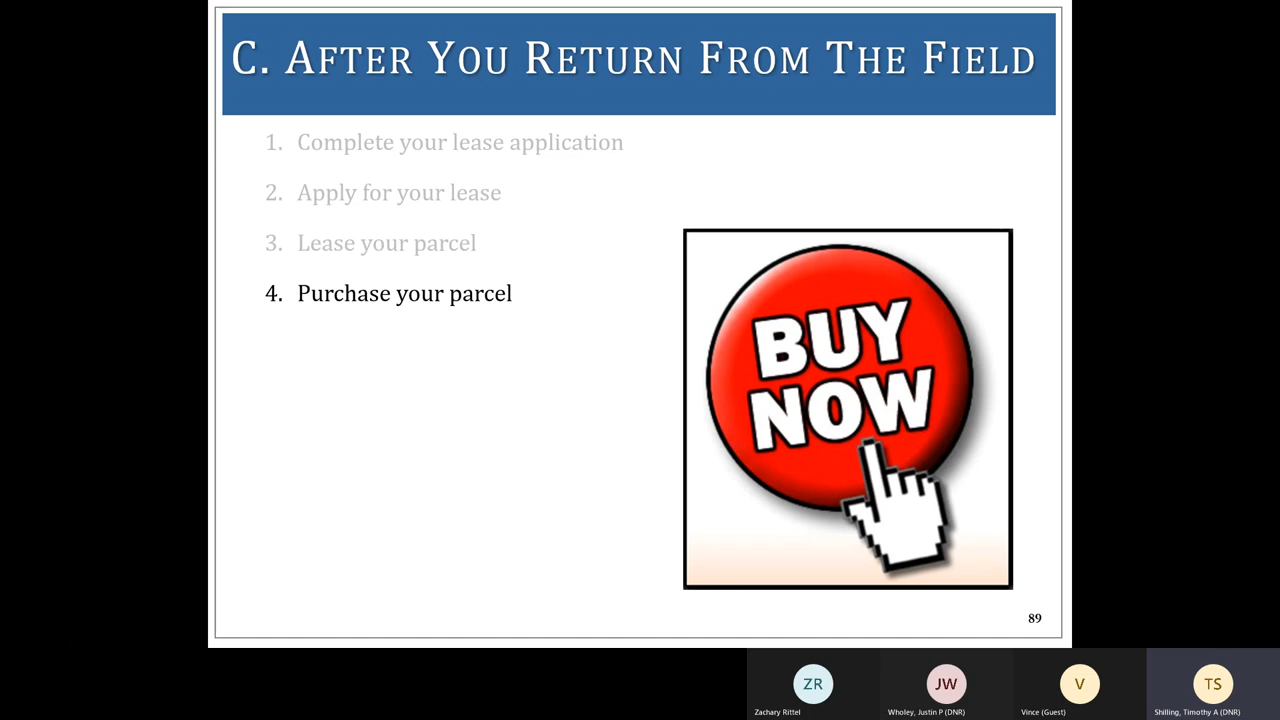 C. After You Return From The Field
1. Complete your lease application
2. Apply for your lease
3. Lease your parcel
4. Purchase your parcel
BUY
NOW
89
ZR
JW
V
TS
Zachary Rittel
Wholey, Justin P (DNR)
Vince (Guest)
Shilling, Timothy A (DNR)